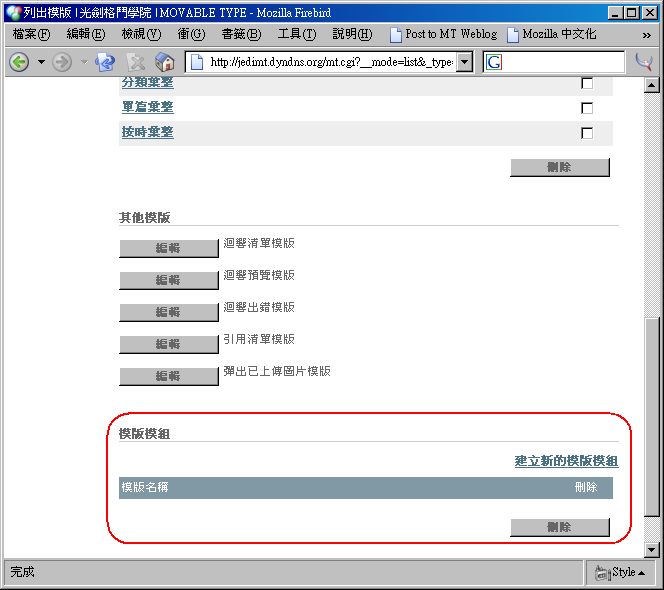 列出模版 | 光劍格鬥學院 | MOVABLE TYPE - Mozilla Firebird
檔案(F) 編輯(E) 檢視(V) 衝(G) 書籤(B) 工具(T) 說明(H) Post to MT Weblog Mozilla 中文化 »
http://jedimt.dyndns.org/mt.cgi?__mode=list&_type= G
分類彙整
單篇彙整
按時彙整
刪除
其他模版
編輯 迴響清單模版
編輯 迴響預覽模版
編輯 迴響出錯模版
編輯 引用清單模版
編輯 彈出已上傳圖片模版
模版模組
建立新的模版模組
模版名稱 刪除
刪除
完成 Style